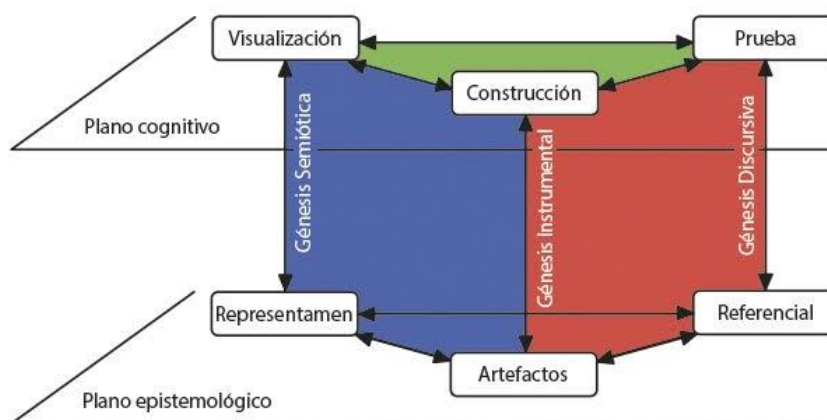 Visualización
Prueba
Construcción
Plano cognitivo
Génesis Semiótica
Génesis Instrumental
Génesis Discursiva
Representamen
Referencial
Artefactos
Plano epistemológico